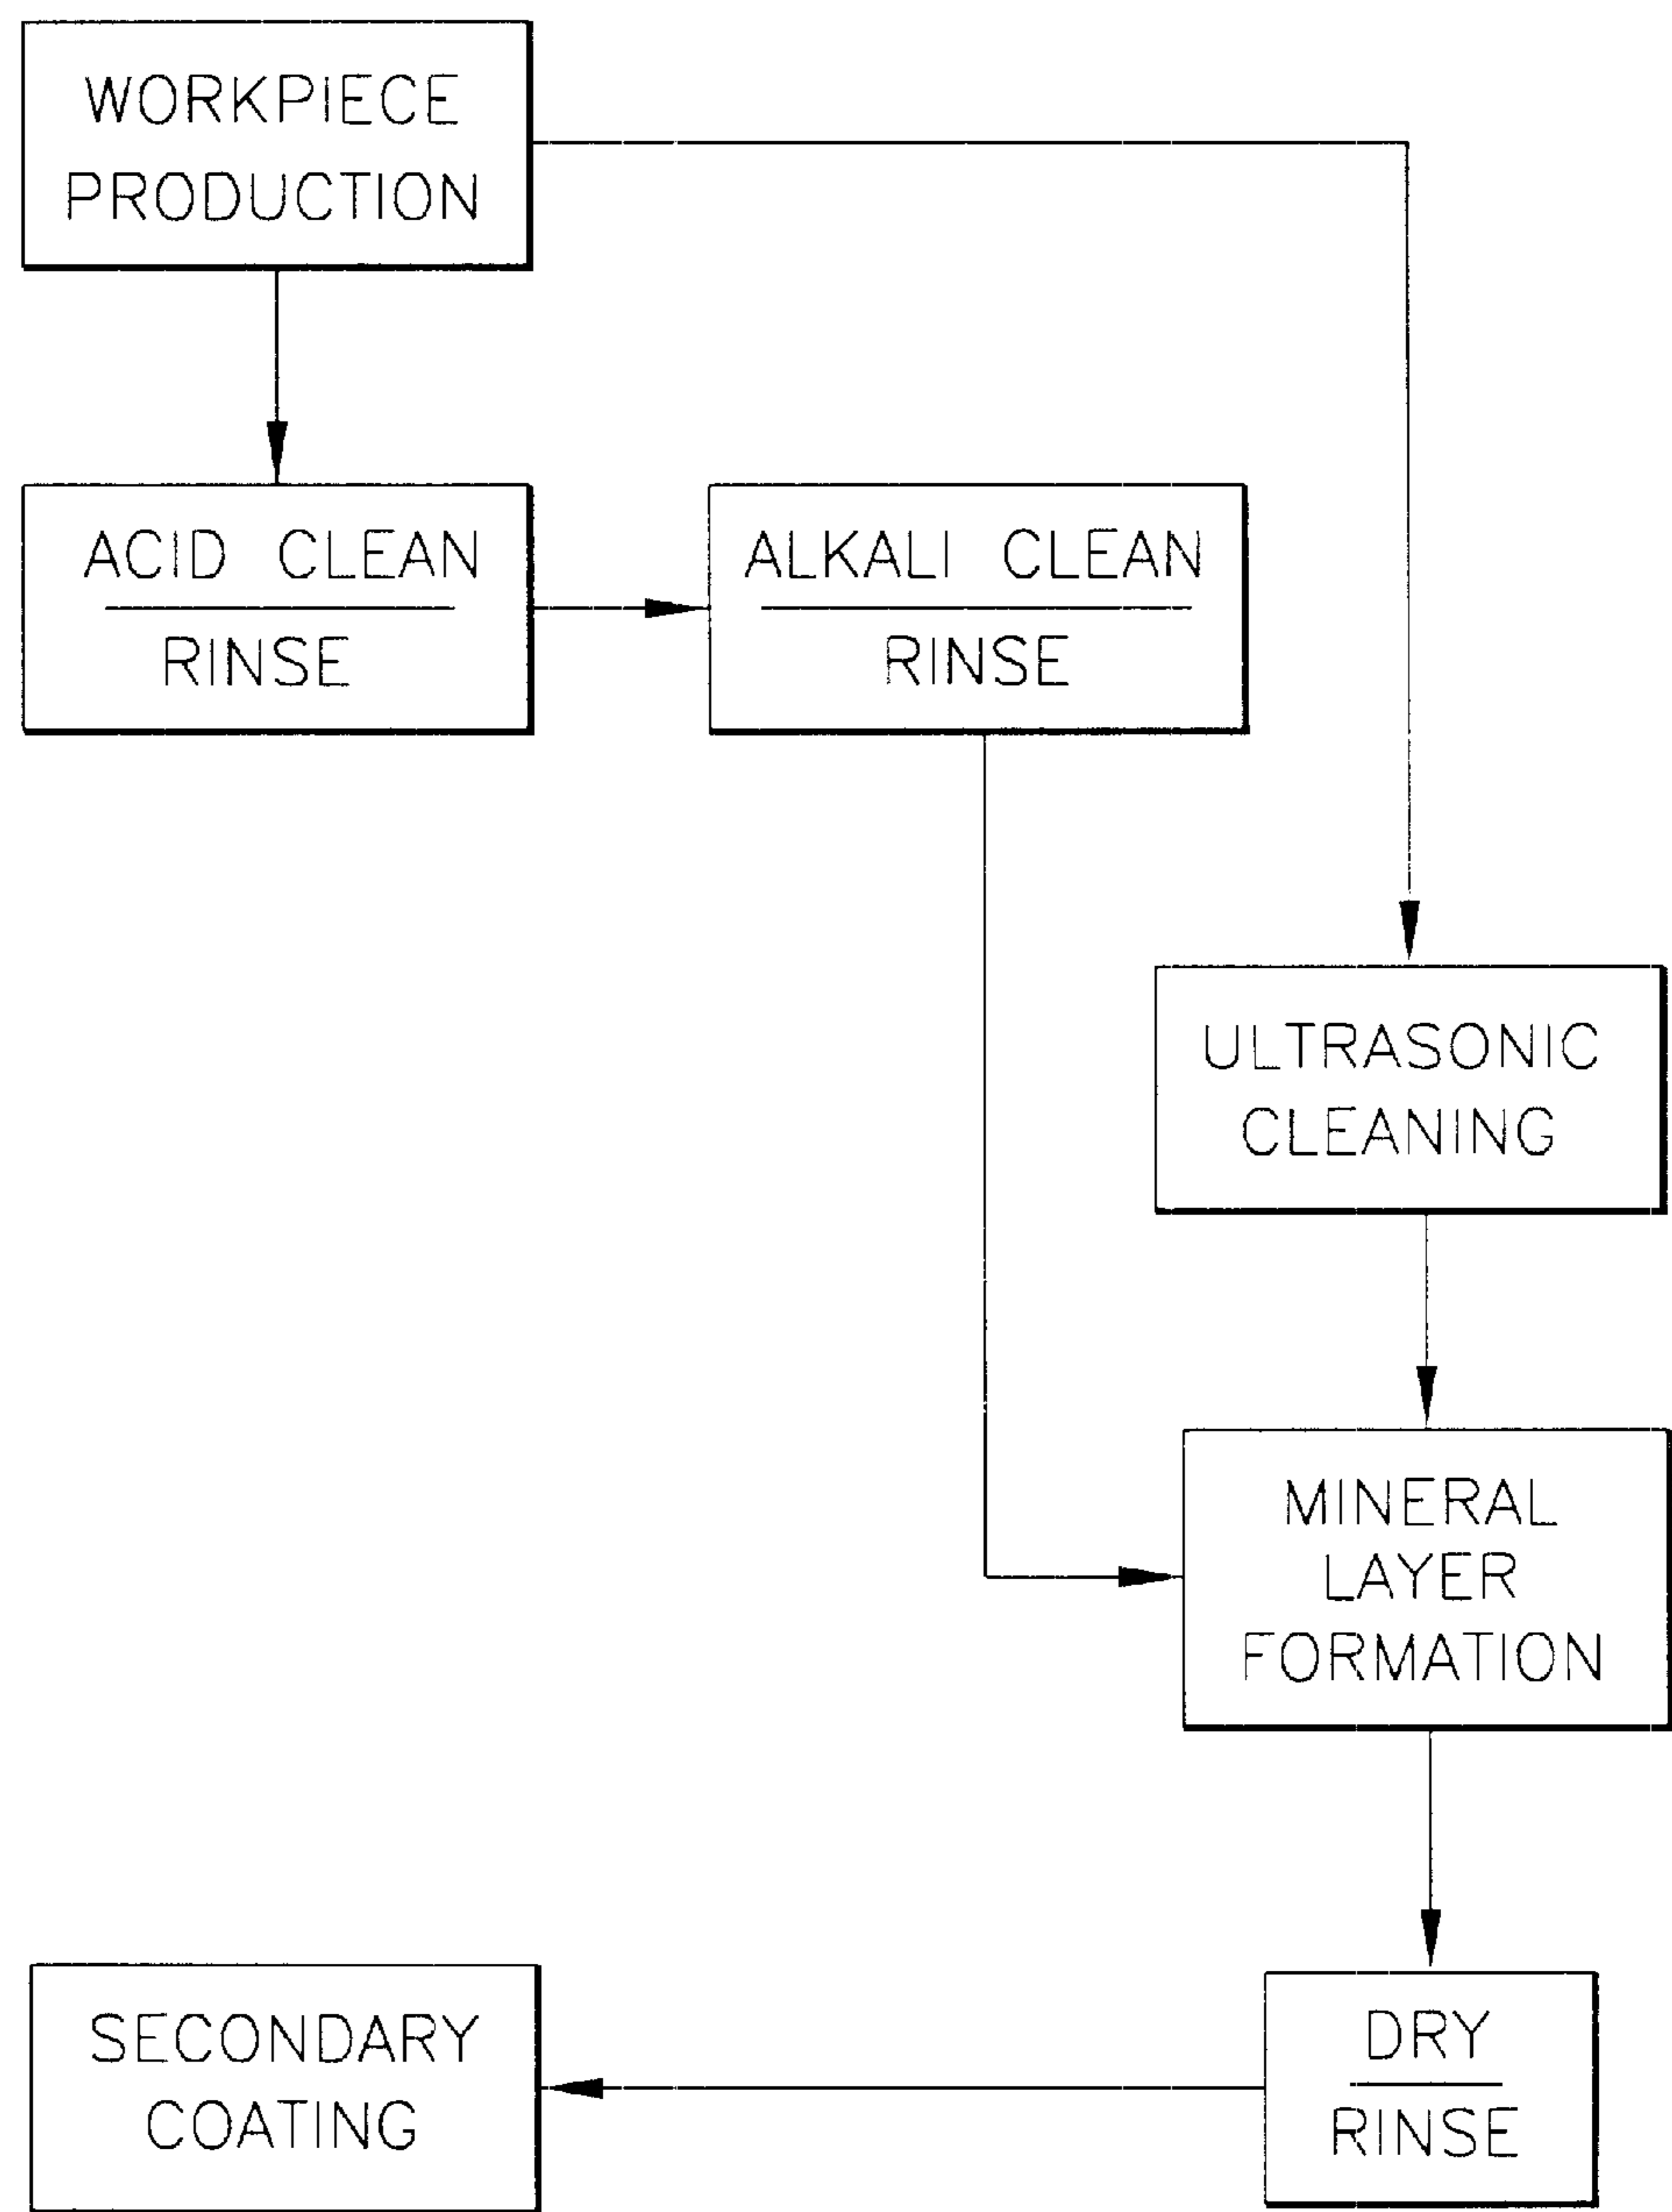 WORKPIECE
PRODUCTION
ACID CLEAN
RINSE
ALKALI CLEAN
RINSE
ULTRASONIC
CLEANING
MINERAL
LAYER
FORMATION
SECONDARY
COATING
DRY
RINSE